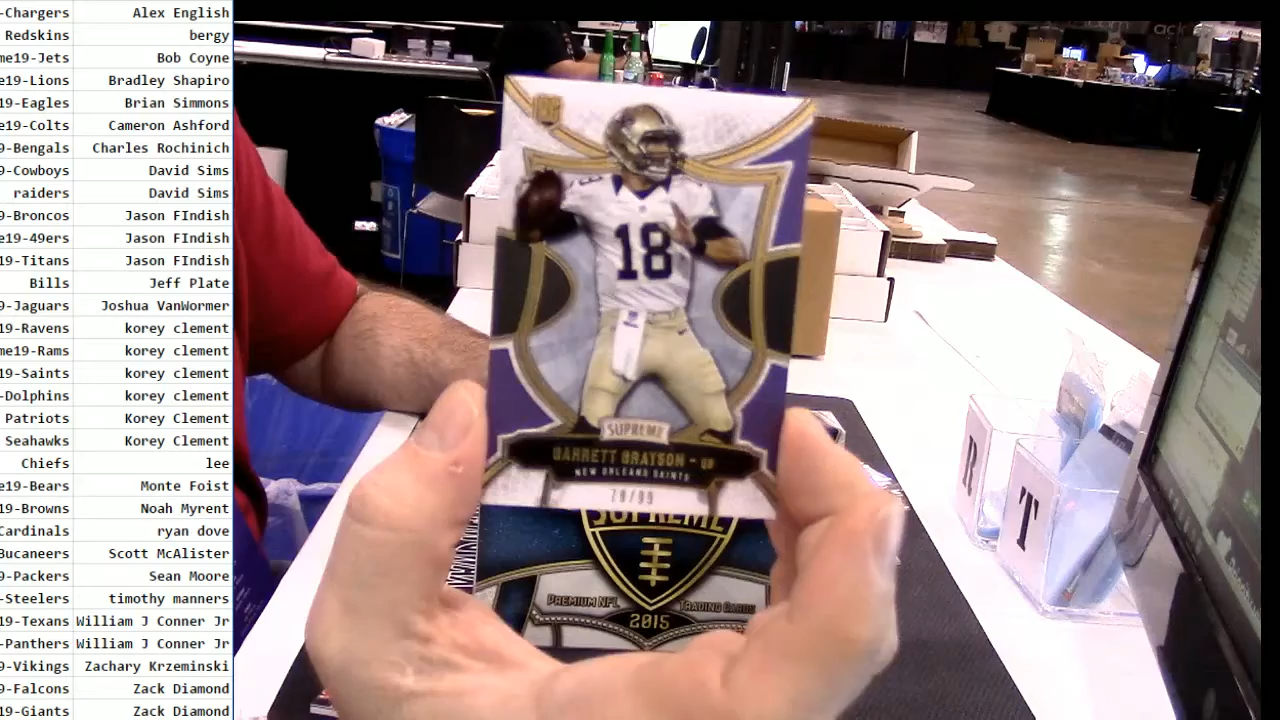 -Chargers Alex English
Redskins bergy
me19-Jets Bob Coyne
e19-Lions Bradley Shapiro
19-Eagles Brian Simmons
e19-Colts Cameron Ashford
9-Bengals Charles Rochinich
9-Cowboys David Sims
raiders David Sims
9-Broncos Jason FIndish
e19-49ers Jason FIndish
19-Titans Jason FIndish
Bills Jeff Plate
9-Jaguars Joshua VanWormer
19-Ravens korey clement
me19-Rams korey clement
19-Saints korey clement
-Dolphins korey clement
Patriots Korey Clement
Seahawks Korey Clement
Chiefs lee
e19-Bears Monte Foist
9-Browns Noah Myrent
Cardinals ryan dove
Bucaneers Scott McAlister
9-Packers Sean Moore
-Steelers timothy manners
19-Texans William J Conner Jr
-Panthers William J Conner Jr
9-Vikings Zachary Krzeminski
9-Falcons Zack Diamond
19-Giants Zack Diamond
18
SUPREME
GARRETT GRAYSON - QB
NEW ORLEANS SAINTS
78/99
SUPREME
PREMIUM NFL TRADING CARDS
2015
R
T